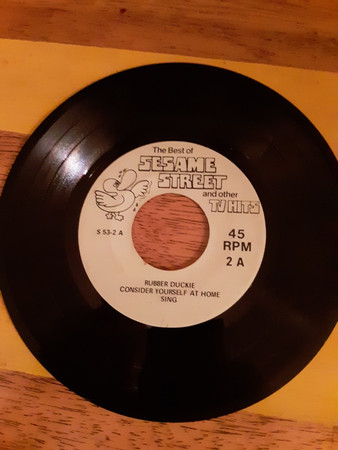 The Best of
SESAME
STREET
and other
TV HITS
S 53-2 A
45
RPM
2 A
RUBBER DUCKIE
CONSIDER YOURSELF AT HOME
SING